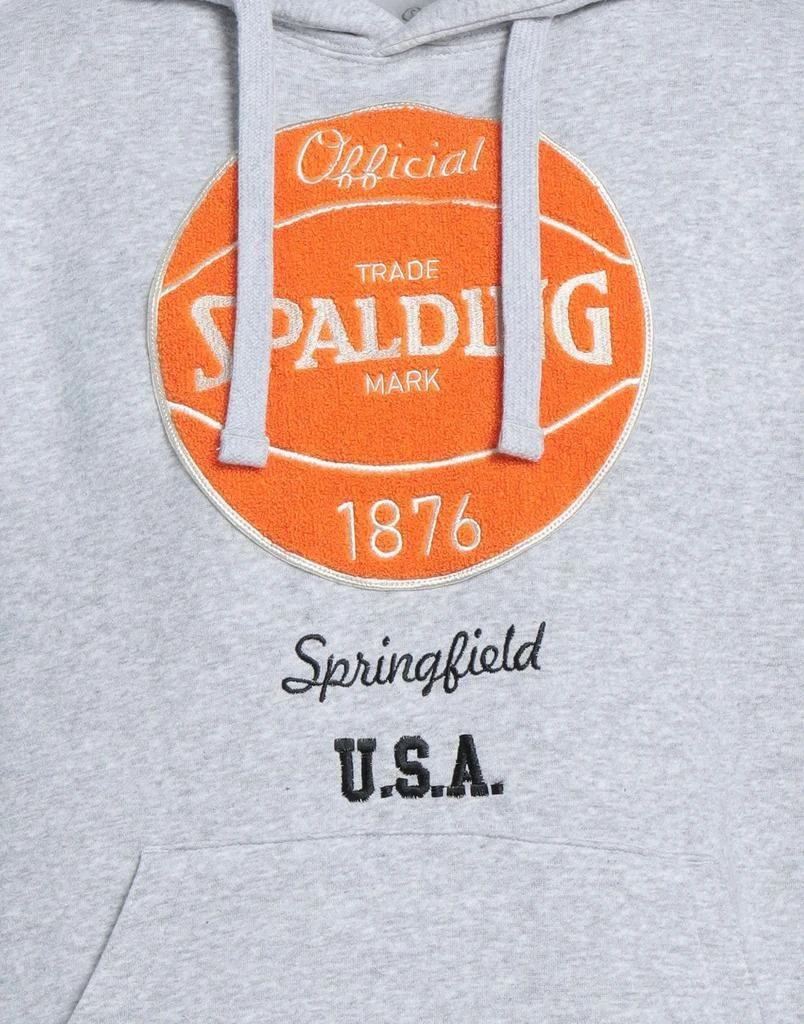 Official
TRADE
SPALDING
MARK
1876
Springfield
U.S.A.